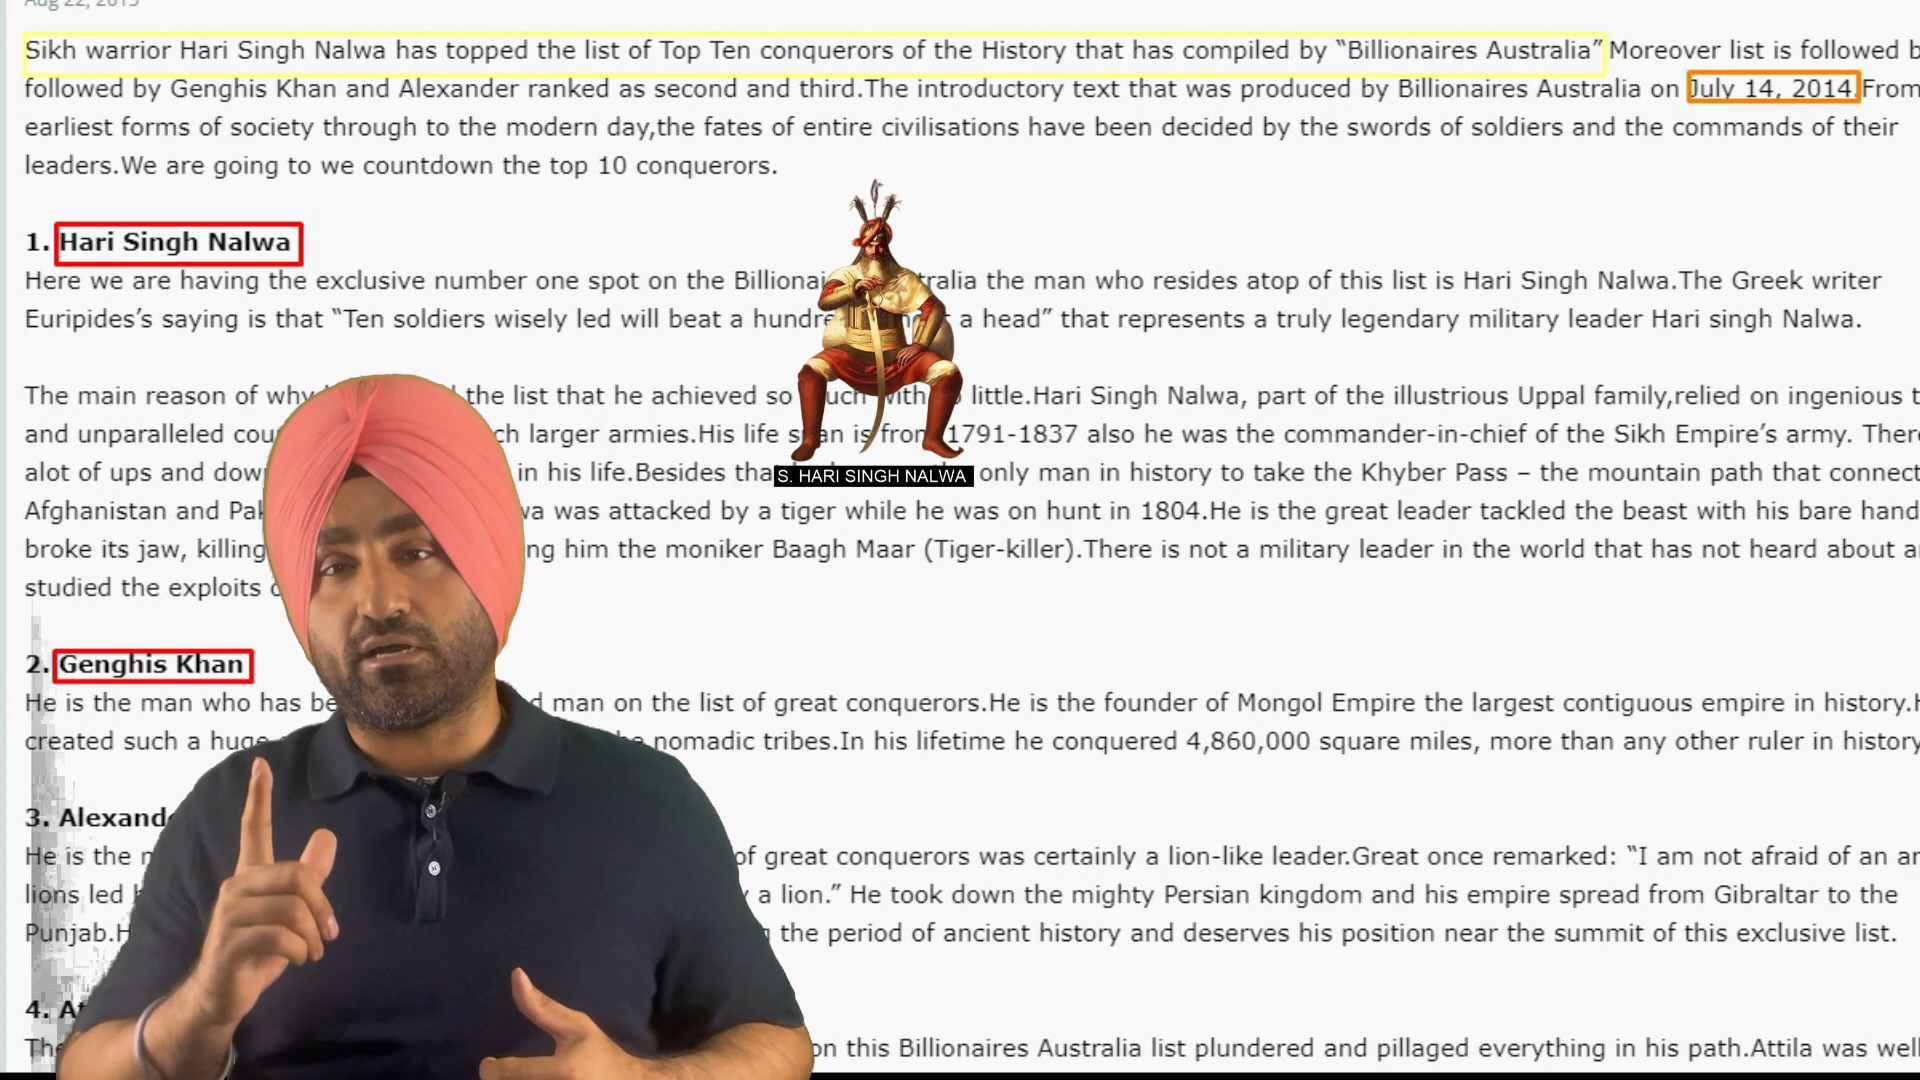 Aug 22, 2015
Sikh warrior Hari Singh Nalwa has topped the list of Top Ten conquerors of the History that has compiled by “Billionaires Australia” Moreover list is followed
followed by Genghis Khan and Alexander ranked as second and third.The introductory text that was produced by Billionaires Australia on July 14, 2014.From
earliest forms of society through to the modern day,the fates of entire civilisations have been decided by the swords of soldiers and the commands of their
leaders.We are going to we countdown the top 10 conquerors.
1. Hari Singh Nalwa
Here we are having the exclusive number one spot on the the man who resides atop of this list is Hari Singh Nalwa.The Greek writer
Euripides’s saying is that “Ten soldiers wisely led will beat a a head” that represents a truly legendary military leader Hari singh Nalwa.
The main reason of why the list that he achieved so little.Hari Singh Nalwa, part of the illustrious Uppal family,relied on ingenious
and unparalleled larger armies.His life span is from 1791-1837 also he was the commander-in-chief of the Sikh Empire’s army.
alot of ups and in his life.Besides only man in history to take the Khyber Pass – the mountain path that
S. HARI SINGH NALWA
Afghanistan and was attacked by a tiger while he was on hunt in 1804.He is the great leader tackled the beast with his bare
broke its jaw, killing him the moniker Baagh Maar (Tiger-killer).There is not a military leader in the world that has not heard about
studied the exploits
2. Genghis Khan
He is the man who has man on the list of great conquerors.He is the founder of Mongol Empire the largest contiguous empire in history.
created such a huge nomadic tribes.In his lifetime he conquered 4,860,000 square miles, more than any other ruler in history
3.
He is the of great conquerors was certainly a lion-like leader.Great once remarked: “I am not afraid of an
lions led a lion.” He took down the mighty Persian kingdom and his empire spread from Gibraltar to the
Punjab. the period of ancient history and deserves his position near the summit of this exclusive list.
4.
on this Billionaires Australia list plundered and pillaged everything in his path.Attila was